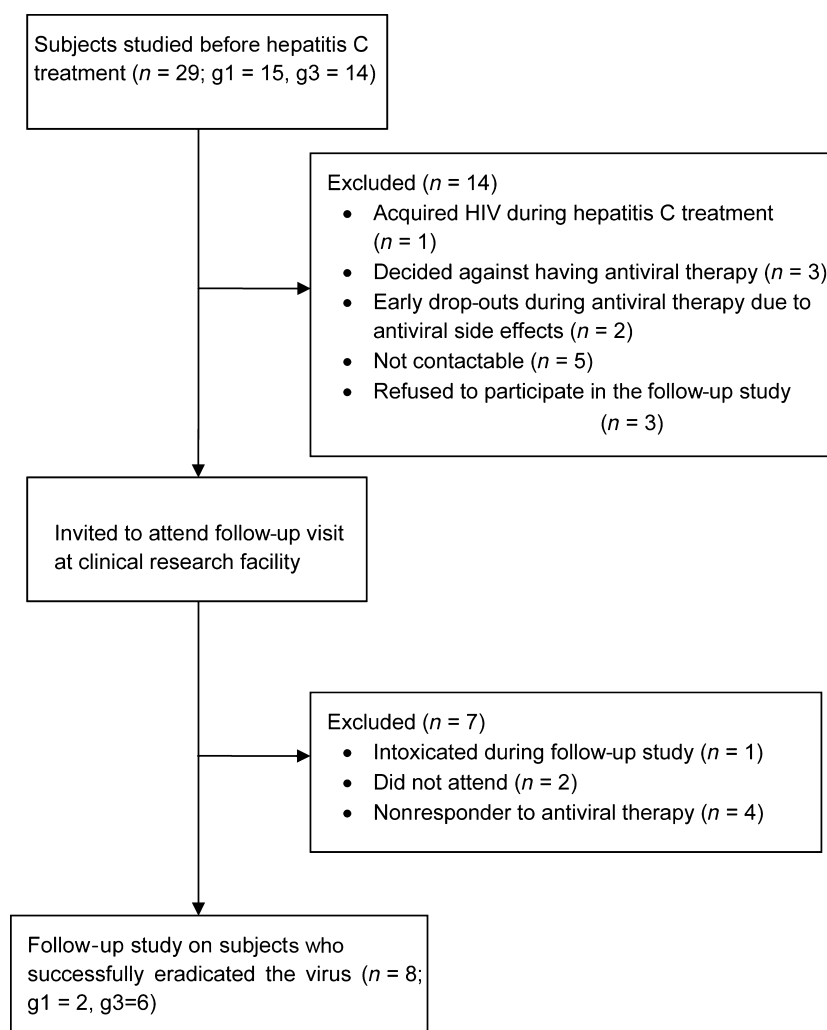 Subjects studied before hepatitis C
treatment (n = 29; g1 = 15, g3 = 14)
Excluded (n = 14)
• Acquired HIV during hepatitis C treatment
(n = 1)
• Decided against having antiviral therapy (n = 3)
• Early drop-outs during antiviral therapy due to
antiviral side effects (n = 2)
• Not contactable (n = 5)
• Refused to participate in the follow-up study
(n = 3)
Invited to attend follow-up visit
at clinical research facility
Excluded (n = 7)
• Intoxicated during follow-up study (n = 1)
• Did not attend (n = 2)
• Nonresponder to antiviral therapy (n = 4)
Follow-up study on subjects who
successfully eradicated the virus (n = 8;
g1 = 2, g3=6)